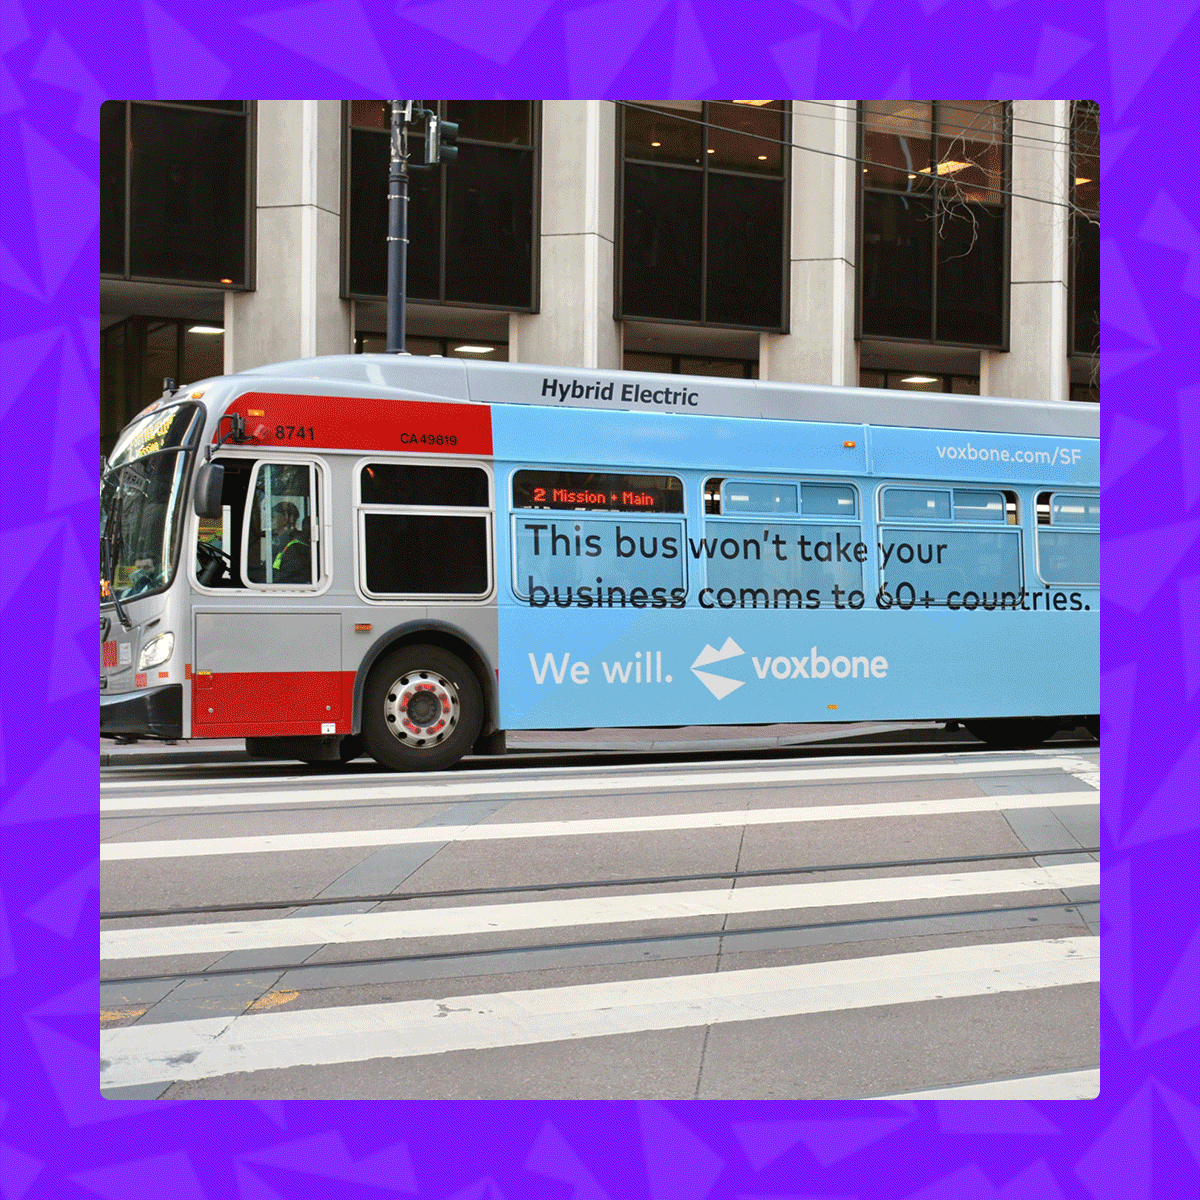 Hybrid Electric
8741
CA49819
voxbone.com/SF
2 Mission + Main
This bus won't take your
business comms to 60+ countries.
We will. voxbone